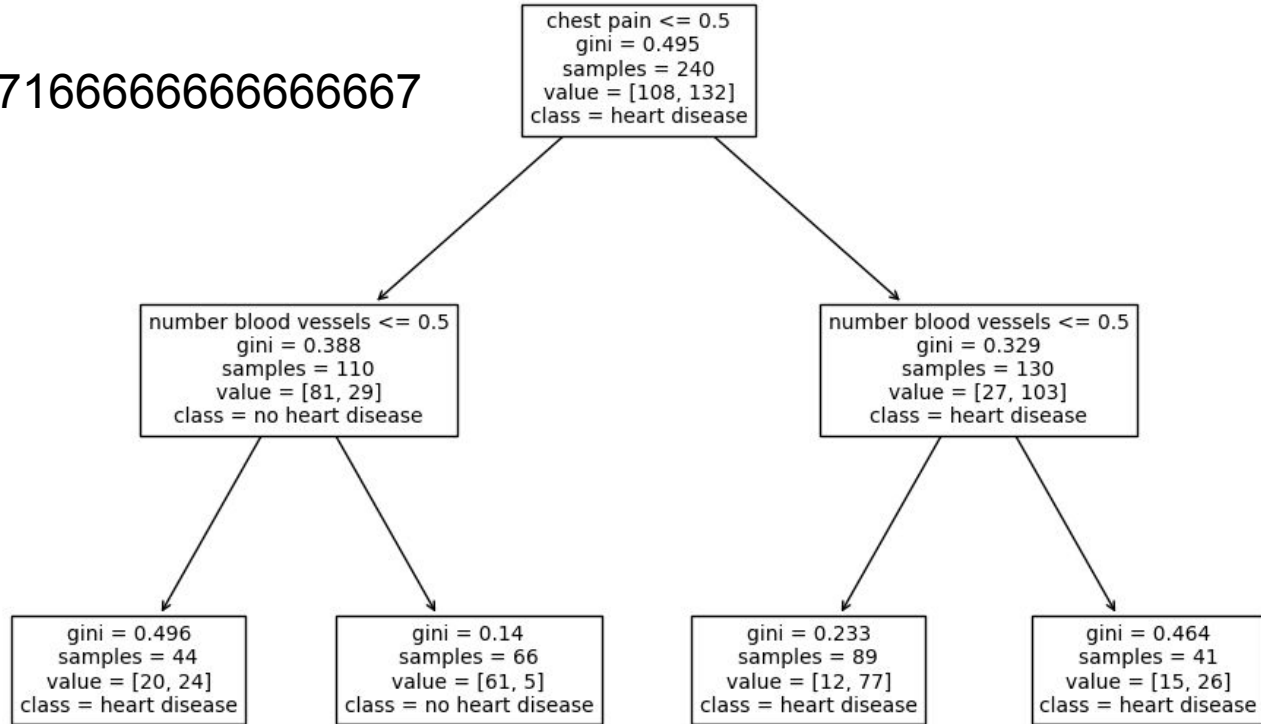 chest pain <= 0.5
gini = 0.495
samples = 240
value = [108, 132]
class = heart disease
7166666666666667
number blood vessels <= 0.5
gini = 0.388
samples = 110
value = [81, 29]
class = no heart disease
number blood vessels <= 0.5
gini = 0.329
samples = 130
value = [27, 103]
class = heart disease
gini = 0.496
samples = 44
value = [20, 24]
class = heart disease
gini = 0.14
samples = 66
value = [61, 5]
class = no heart disease
gini = 0.233
samples = 89
value = [12, 77]
class = heart disease
gini = 0.464
samples = 41
value = [15, 26]
class = heart disease